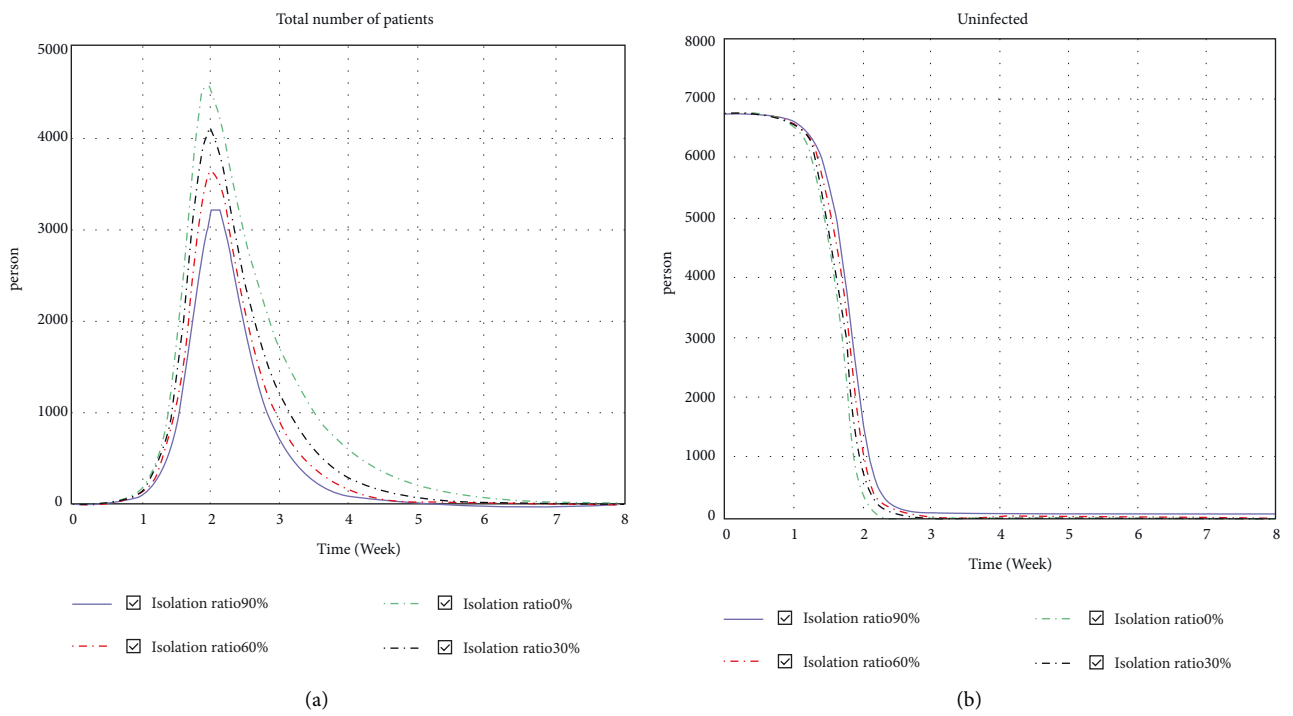 Total number of patients
5000
4000
3000
2000
1000
0
person
0 1 2 3 4 5 6 7 8
Time (Week)
Isolation ratio90%
Isolation ratio0%
Isolation ratio60%
Isolation ratio30%
(a)
Uninfected
8000
7000
6000
5000
4000
3000
2000
1000
0
person
0 1 2 3 4 5 6 7 8
Time (Week)
Isolation ratio90%
Isolation ratio0%
Isolation ratio60%
Isolation ratio30%
(b)